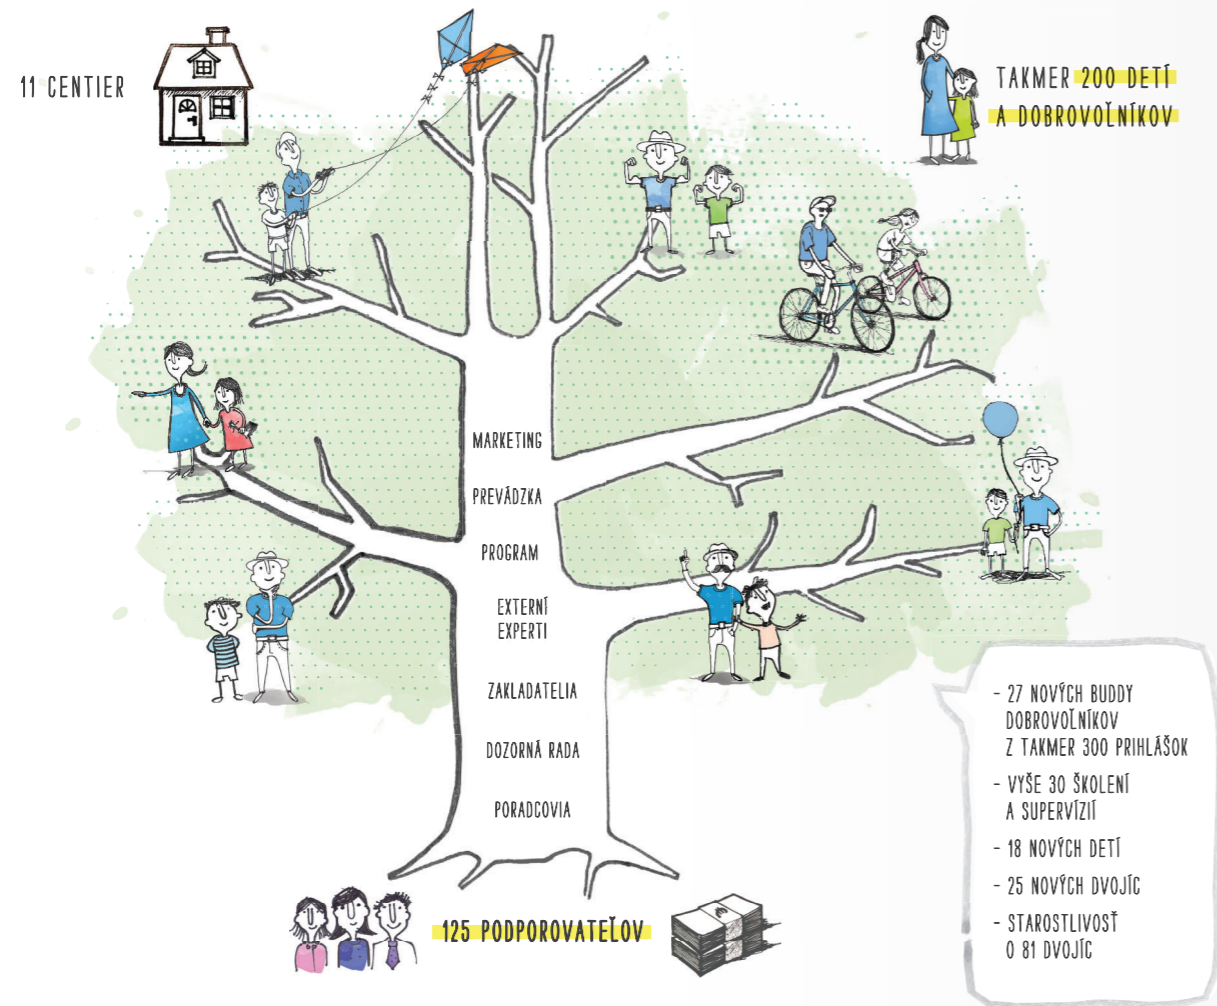 11 CENTIER
TAKMER 200 DETÍ
A DOBROVOĽNÍKOV
MARKETING
PREVÁDZKA
PROGRAM
EXTERNÍ
EXPERTI
ZAKLADATELIA
DOZORNÁ RADA
PORADCOVIA
125 PODPOROVATEĽOV
- 27 NOVÝCH BUDDY
DOBROVOĽNÍKOV
Z TAKMER 300 PRIHLÁŠOK
- VYŠE 30 ŠKOLENÍ
A SUPERVÍZIÍ
- 18 NOVÝCH DETÍ
- 25 NOVÝCH DVOJÍC
- STAROSTLIVOSŤ
O 81 DVOJÍC